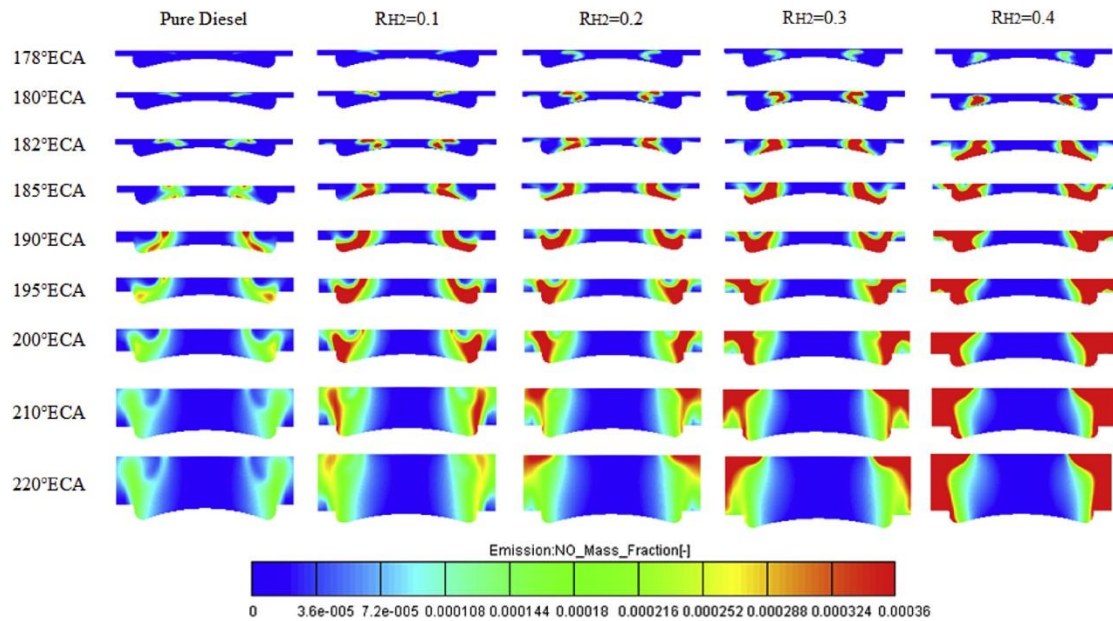 Pure Diesel RH2=0.1 RH2=0.2 RH2=0.3 RH2=0.4
178°ECA
180°ECA
182°ECA
185°ECA
190°ECA
195°ECA
200°ECA
210°ECA
220°ECA
Emission:NO_Mass_Fraction[-]
0 3.6e-005 7.2e-005 0.000108 0.000144 0.00018 0.000216 0.000252 0.000288 0.000324 0.00036